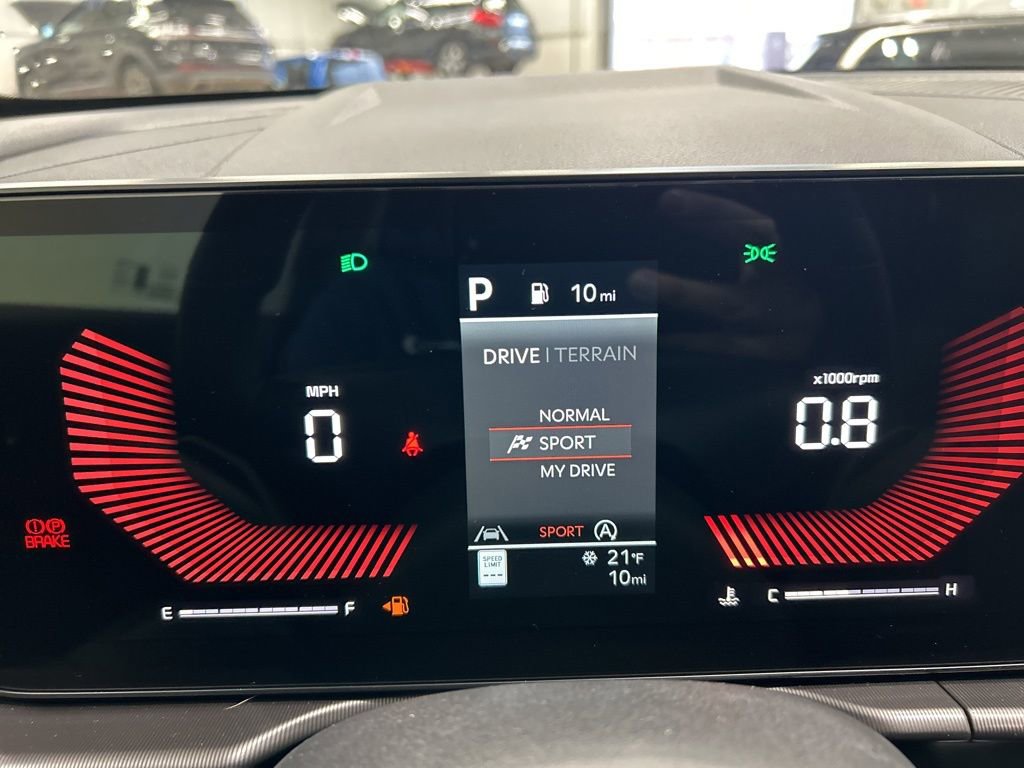 P 10 mi
DRIVE | TERRAIN
MPH
0
x1000rpm
0.8
NORMAL
SPORT
MY DRIVE
P
BRAKE
SPORT A
SPEED
LIMIT
---
21°F
10mi
E F
C H